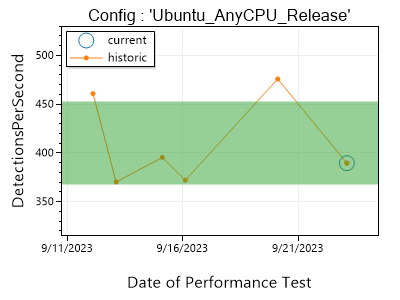 Config : 'Ubuntu_AnyCPU_Release'
current
historic
DetectionsPerSecond
500
450
400
350
9/11/2023
9/16/2023
9/21/2023
Date of Performance Test